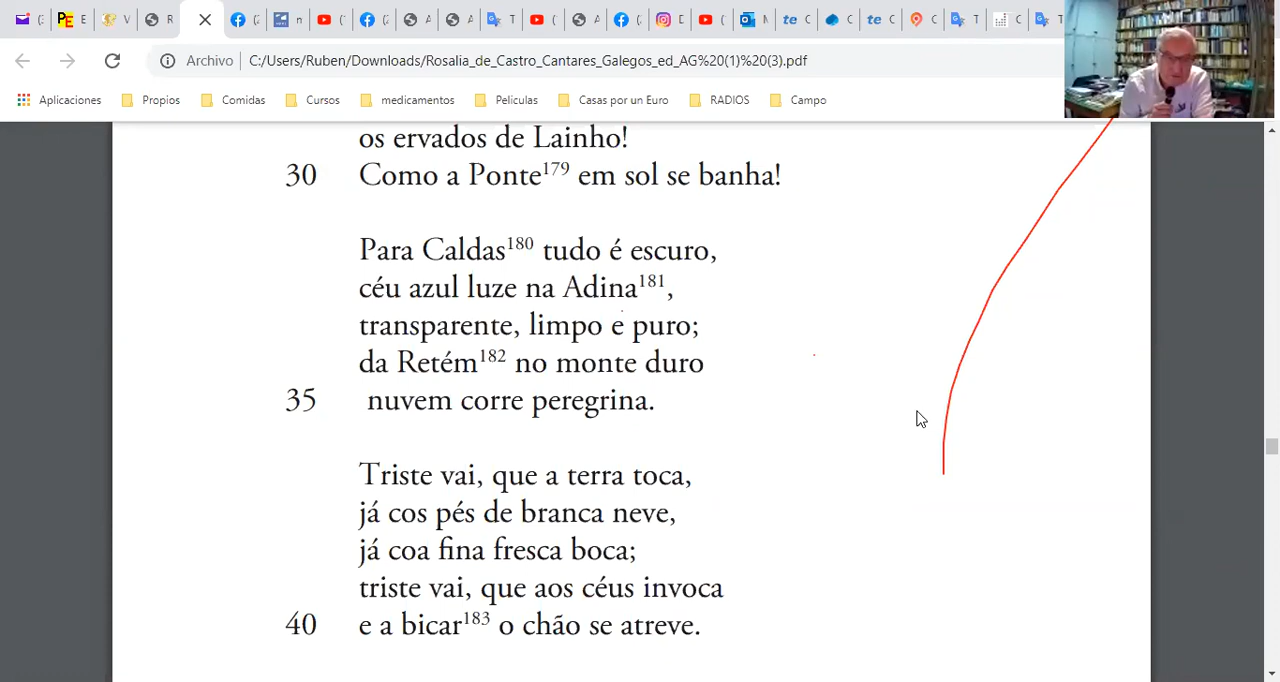 Archivo
C:/Users/Ruben/Downloads/Rosalia_de_Castro_Cantares_Galegos_ed_AG%20(1)%20(3).pdf
Aplicaciones Propios Comidas Cursos medicamentos Peliculas Casas por un Euro RADIOS Campo
os ervados de Lainho!
30 Como a Ponte179 em sol se banha!
Para Caldas180 tudo é escuro,
céu azul luze na Adina181,
transparente, limpo e puro;
da Retém182 no monte duro
35 nuvem corre peregrina.
Triste vai, que a terra toca,
já cos pés de branca neve,
já coa fina fresca boca;
triste vai, que aos céus invoca
40 e a bicar183 o chão se atreve.